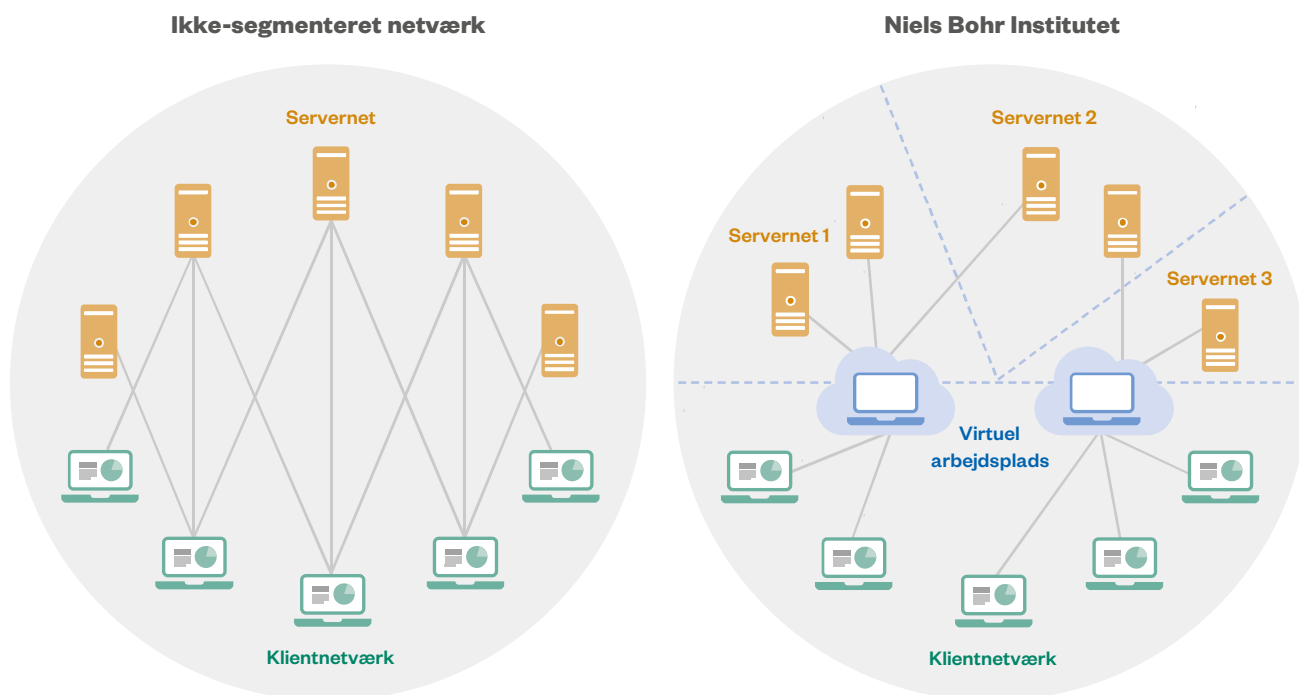 Ikke-segmenteret netværk
Servernet
Klientnetværk
Niels Bohr Institutet
Servernet 2
Servernet 1
Servernet 3
Virtuel
arbejdsplads
Klientnetværk